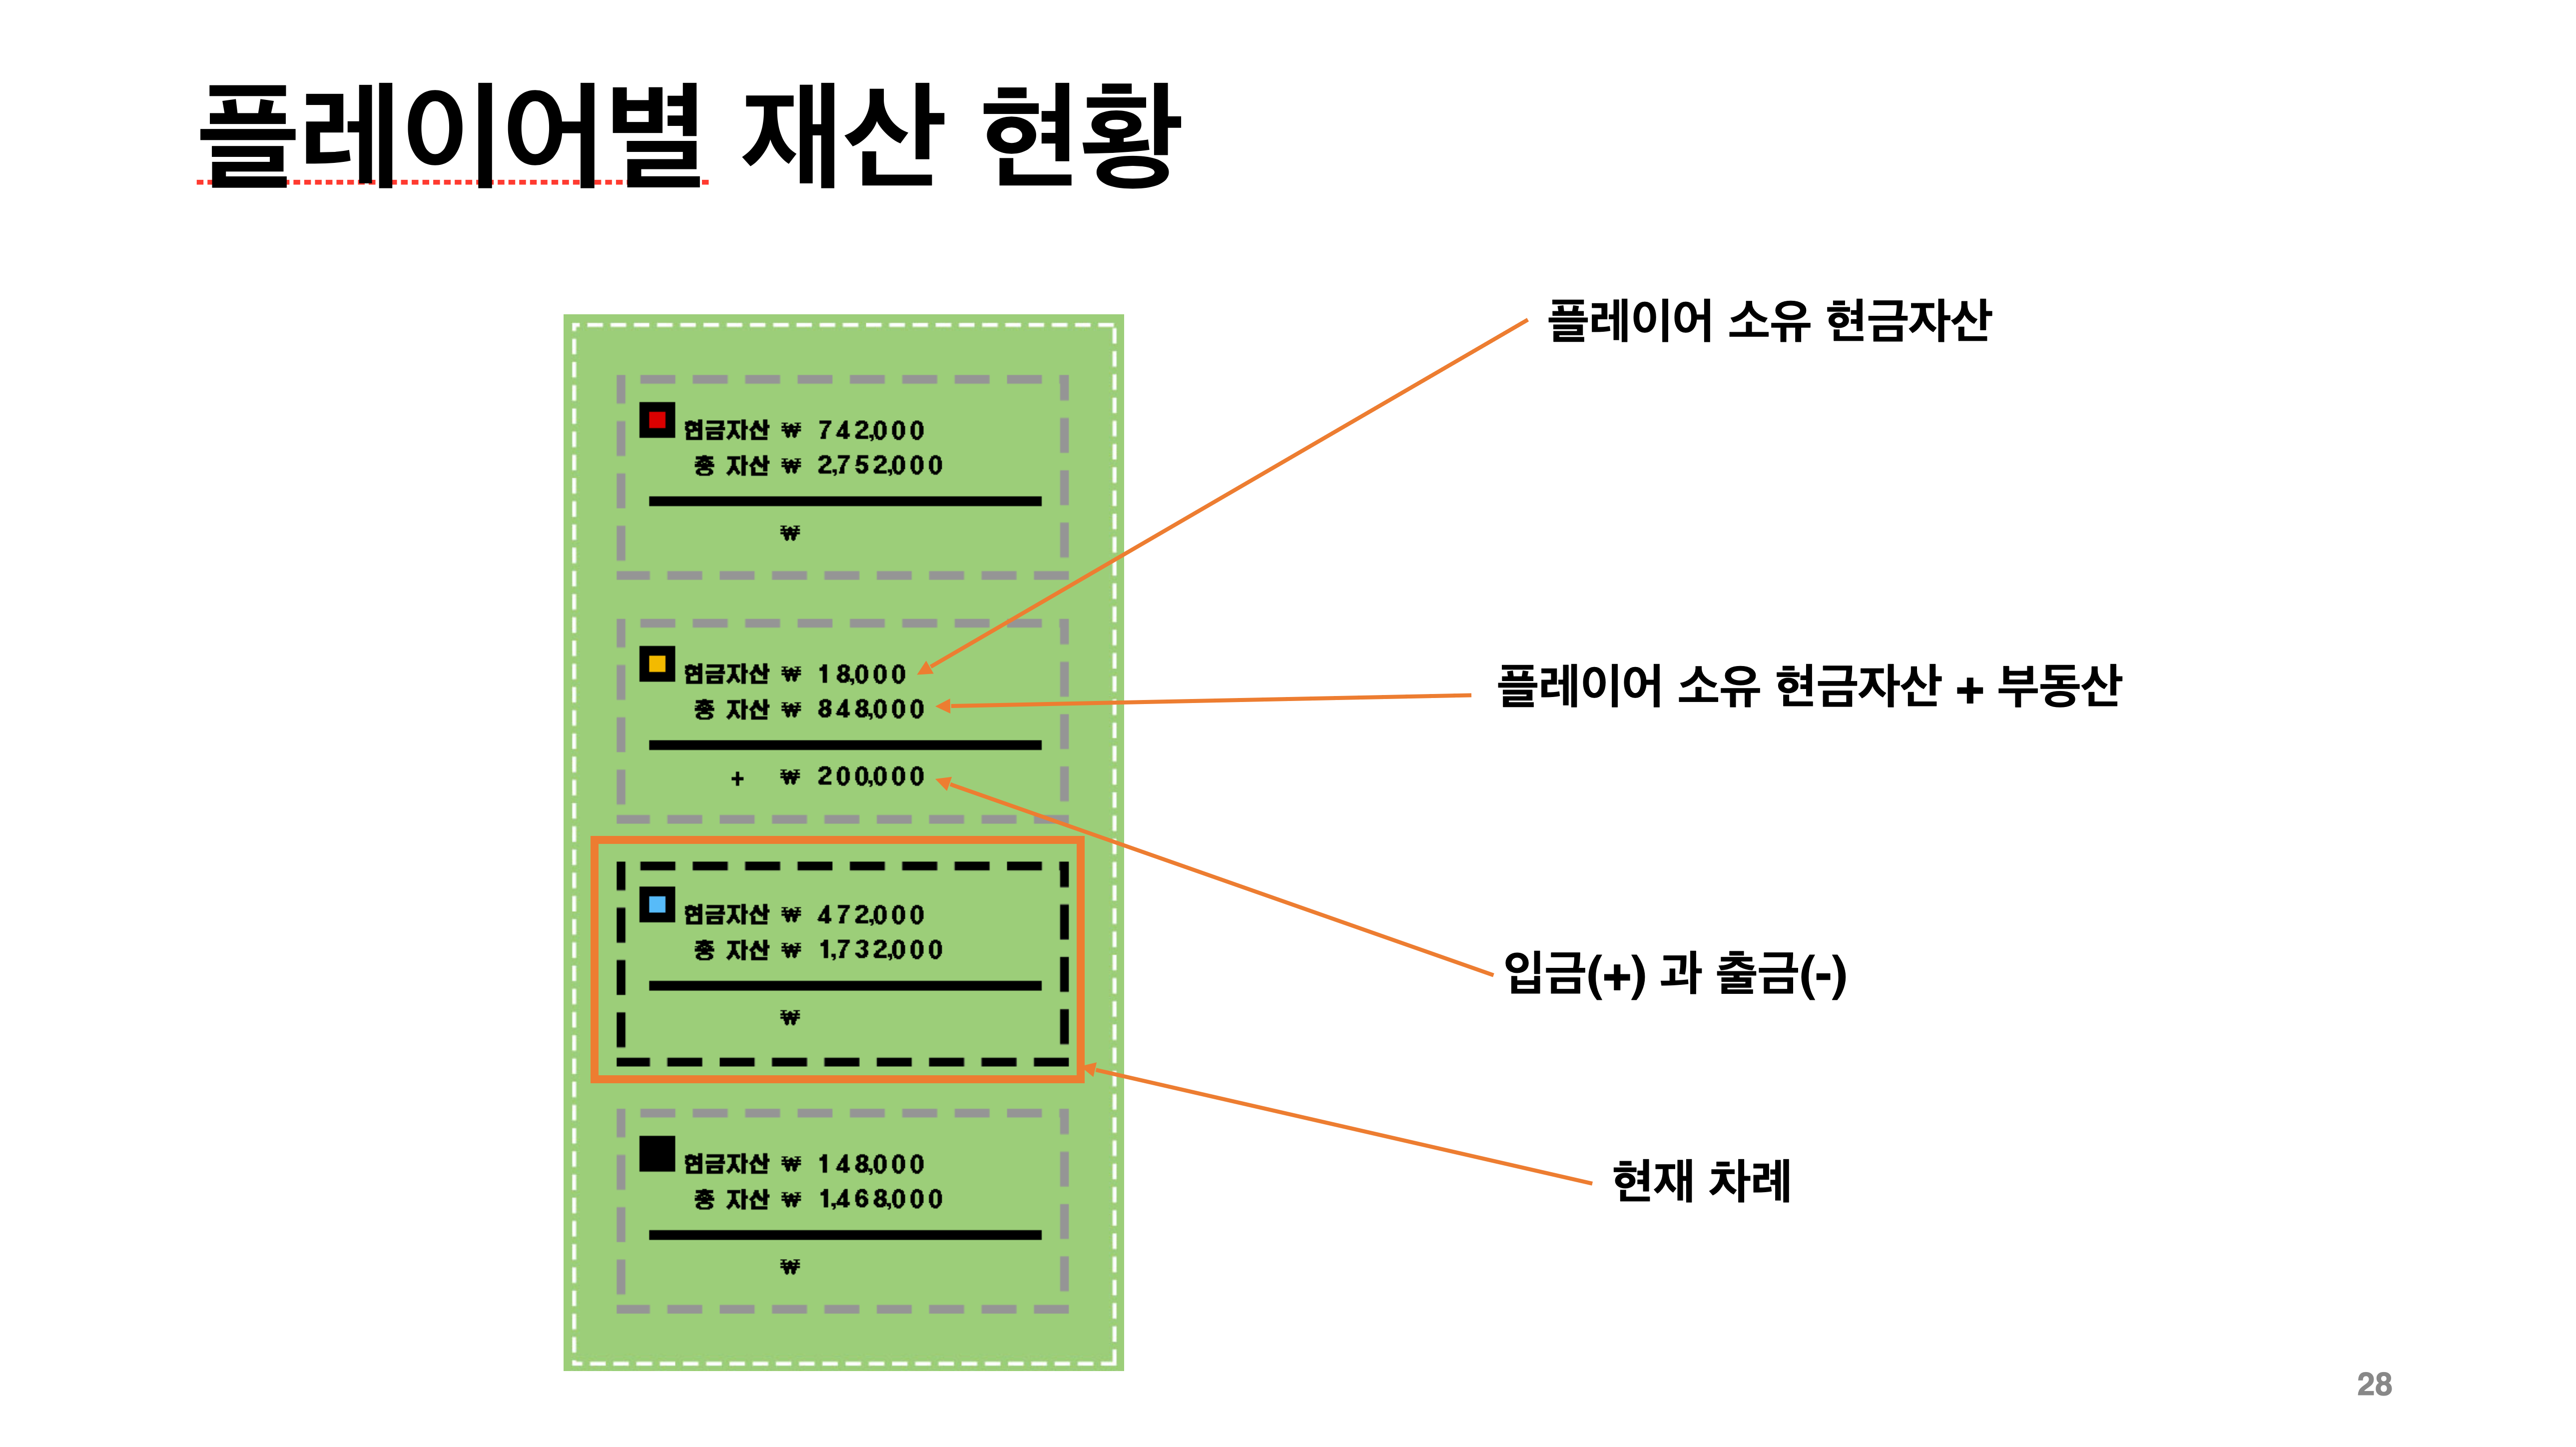 플레이어별 재산 현황
플레이어 소유 현금자산
현금자산 ₩ 742,000
총 자산 ₩ 2,752,000
₩
현금자산 ₩ 18,000
총 자산 ₩ 848,000
플레이어 소유 현금자산 + 부동산
+ ₩ 200,000
현금자산 ₩ 472,000
총 자산 ₩ 1,732,000
입금(+) 과 출금(-)
₩
현금자산 ₩ 148,000
총 자산 ₩ 1,468,000
현재 차례
₩
28